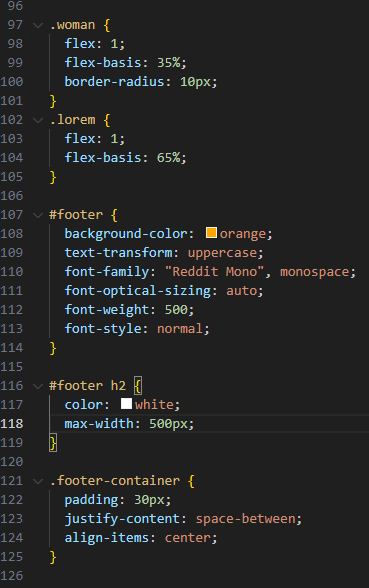 96
97 .woman {
98 flex: 1;
99 flex-basis: 35%;
100 border-radius: 10px;
101 }
102 .lorem {
103 flex: 1;
104 flex-basis: 65%;
105 }
106
107 #footer {
108 background-color: orange;
109 text-transform: uppercase;
110 font-family: "Reddit Mono", monospace;
111 font-optical-sizing: auto;
112 font-weight: 500;
113 font-style: normal;
114 }
115
116 #footer h2 {
117 color: white;
118 max-width: 500px;
119 }
120
121 .footer-container {
122 padding: 30px;
123 justify-content: space-between;
124 align-items: center;
125 }
126